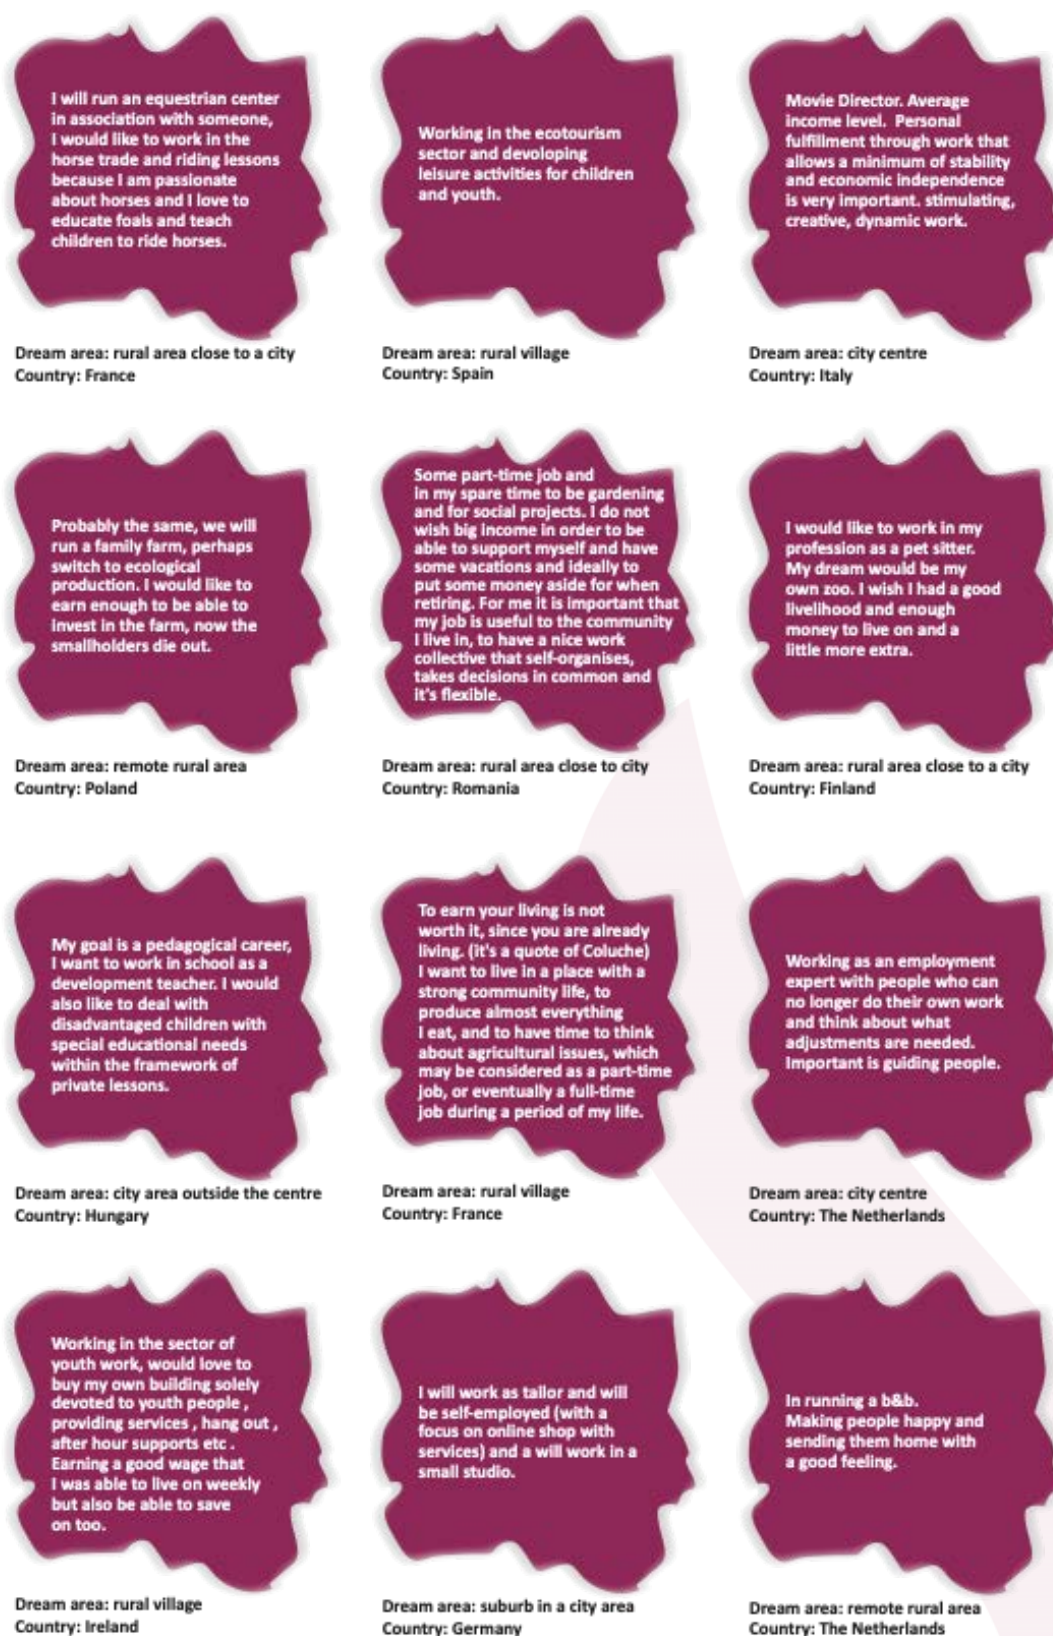 I will run an equestrian center
in association with someone,
I would like to work in the
horse trade and riding lessons
because I am passionate
about horses and I love to
educate foals and teach
children to ride horses.
Dream area: rural area close to a city
Country: France
Working in the ecotourism
sector and devoloping
leisure activities for children
and youth.
Dream area: rural village
Country: Spain
Movie Director. Average
income level. Personal
fulfillment through work that
allows a minimum of stability
and economic independence
is very important. stimulating,
creative, dynamic work.
Dream area: city centre
Country: Italy
Probably the same, we will
run a family farm, perhaps
switch to ecological
production. I would like to
earn enough to be able to
invest in the farm, now the
smallholders die out.
Dream area: remote rural area
Country: Poland
Some part-time job and
in my spare time to be gardening
and for social projects. I do not
wish big income in order to be
able to support myself and have
some vacations and ideally to
put some money aside for when
retiring. For me it is important that
my job is useful to the community
I live in, to have a nice work
collective that self-organises,
takes decisions in common and
it's flexible.
Dream area: rural area close to city
Country: Romania
I would like to work in my
profession as a pet sitter.
My dream would be my
own zoo. I wish I had a good
livelihood and enough
money to live on and a
little more extra.
Dream area: rural area close to a city
Country: Finland
My goal is a pedagogical career,
I want to work in school as a
development teacher. I would
also like to deal with
disadvantaged children with
special educational needs
within the framework of
private lessons.
Dream area: city area outside the centre
Country: Hungary
To earn your living is not
worth it, since you are already
living. (it's a quote of Coluche)
I want to live in a place with a
strong community life, to
produce almost everything
I eat, and to have time to think
about agricultural issues, which
may be considered as a part-time
job, or eventually a full-time
job during a period of my life.
Dream area: rural village
Country: France
Working as an employment
expert with people who can
no longer do their own work
and think about what
adjustments are needed.
Important is guiding people.
Dream area: city centre
Country: The Netherlands
Working in the sector of
youth work, would love to
buy my own building solely
devoted to youth people ,
providing services , hang out ,
after hour supports etc .
Earning a good wage that
I was able to live on weekly
but also be able to save
on too.
Dream area: rural village
Country: Ireland
I will work as tailor and will
be self-employed (with a
focus on online shop with
services) and a will work in a
small studio.
Dream area: suburb in a city area
Country: Germany
In running a b&b.
Making people happy and
sending them home with
a good feeling.
Dream area: remote rural area
Country: The Netherlands